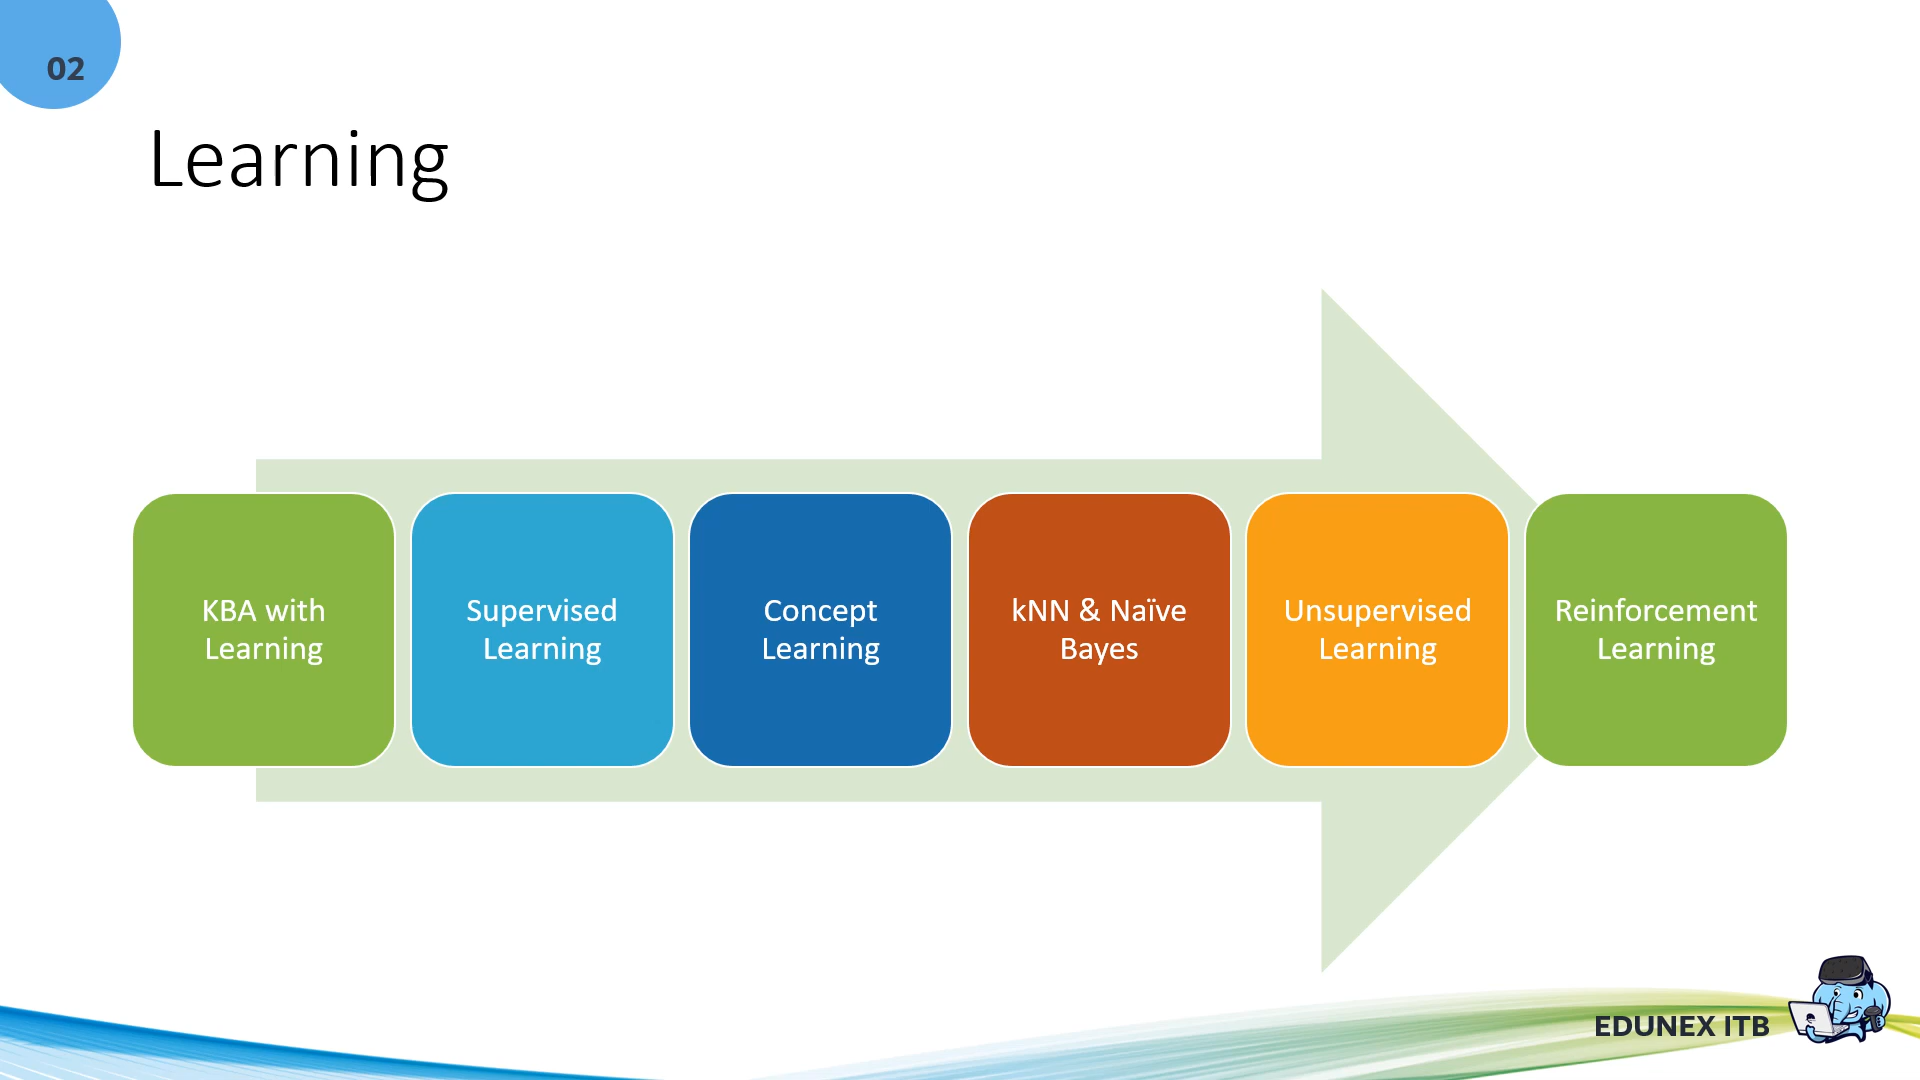 02
Learning
KBA with
Learning
Supervised
Learning
Concept
Learning
kNN & Naïve
Bayes
Unsupervised
Learning
Reinforcement
Learning
EDUNEX ITB